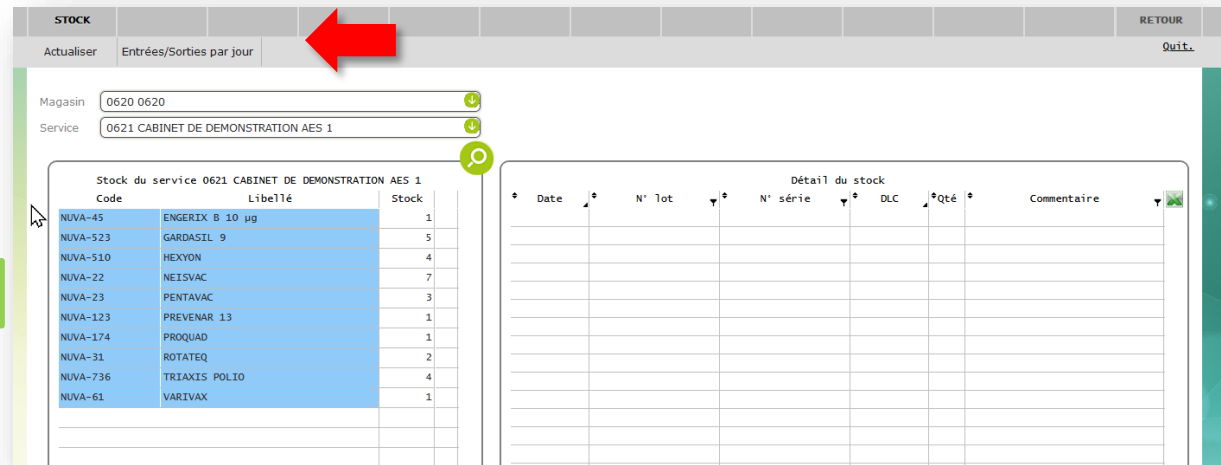 STOCK RETOUR
Actualiser Entrées/Sorties par jour Quit.
Magasin 0620 0620
Service 0621 CABINET DE DEMONSTRATION AES 1
Stock du service 0621 CABINET DE DEMONSTRATION AES 1
Code Libellé Stock
NUVA-45 ENGERIX B 10 µg 1
NUVA-523 GARDASIL 9 5
NUVA-510 HEXYON 4
NUVA-22 NEISVAC 7
NUVA-23 PENTAVAC 3
NUVA-123 PREVENAR 13 1
NUVA-174 PROQUAD 1
NUVA-31 ROTATEQ 2
NUVA-736 TRIAXIS POLIO 4
NUVA-61 VARIVAX 1
Détail du stock
Date N° lot N° série DLC Qté Commentaire